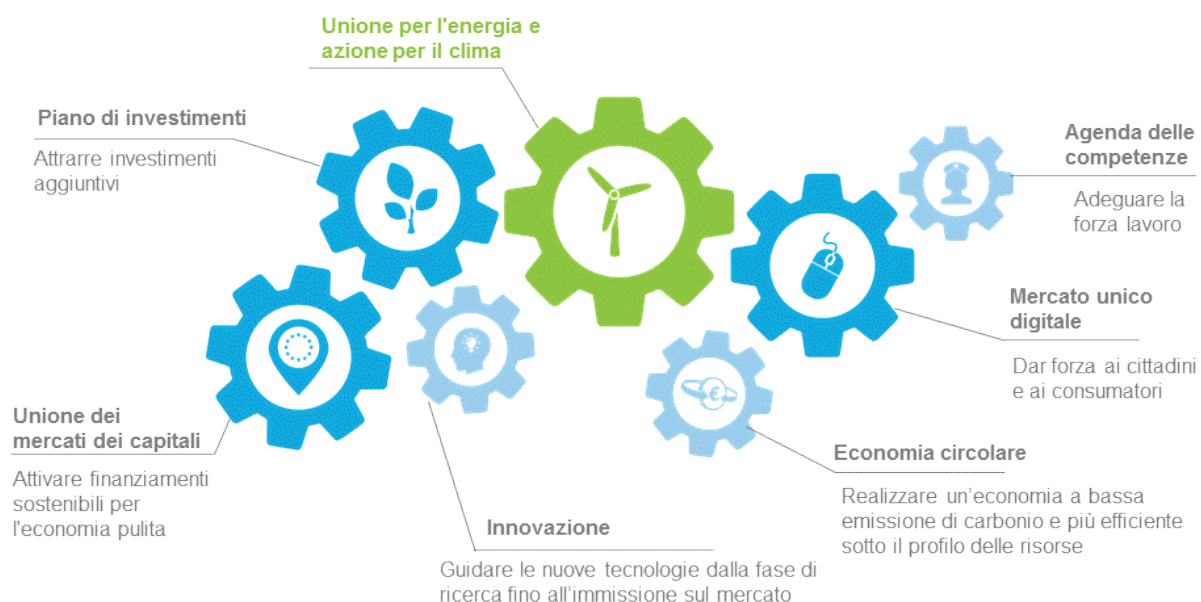 Unione per l'energia e
azione per il clima
Piano di investimenti
Attrarre investimenti
aggiuntivi
Agenda delle
competenze
Adeguare la
forza lavoro
Mercato unico
digitale
Dar forza ai cittadini
e ai consumatori
Unione dei
mercati dei capitali
Attivare finanziamenti
sostenibili per
l'economia pulita
Innovazione
Guidare le nuove tecnologie dalla fase di
ricerca fino all’immissione sul mercato
Economia circolare
Realizzare un’economia a bassa
emissione di carbonio e più efficiente
sotto il profilo delle risorse
€